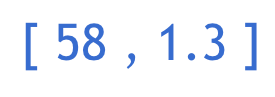 [ 58 , 1.3 ]